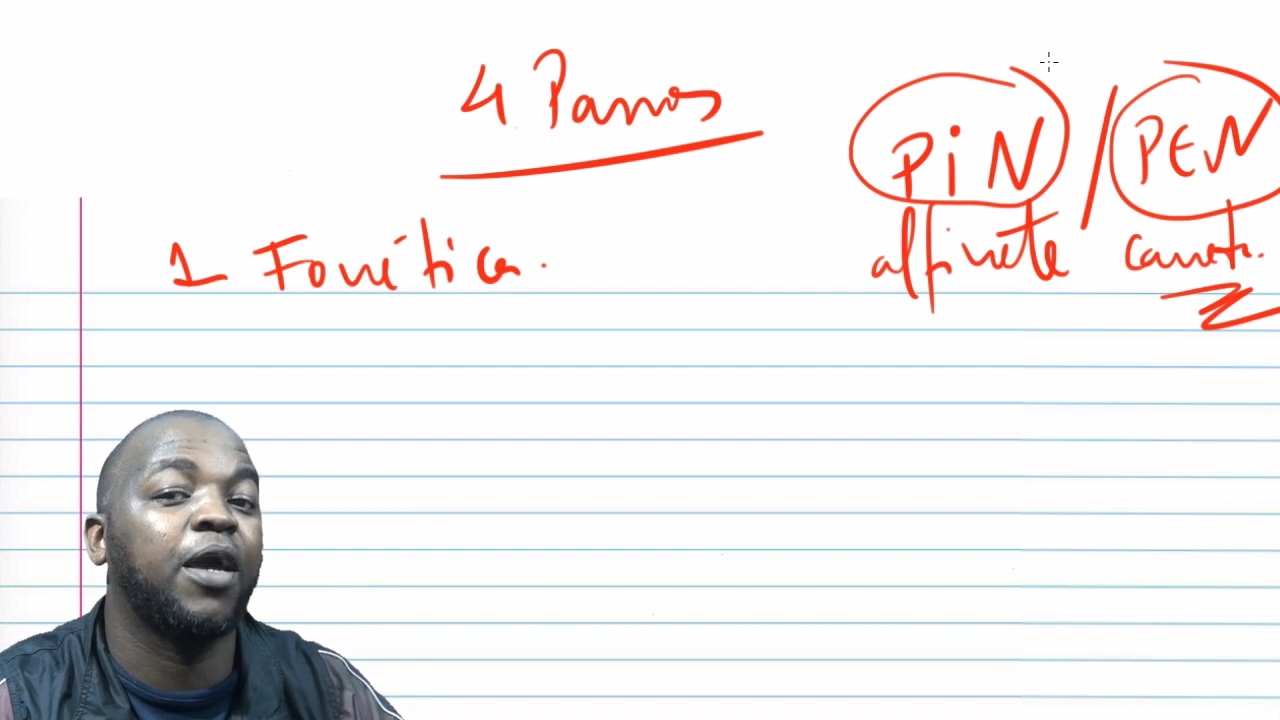 4 Passos
PiN / PEN
alfinete caneta.
1 Fonética.